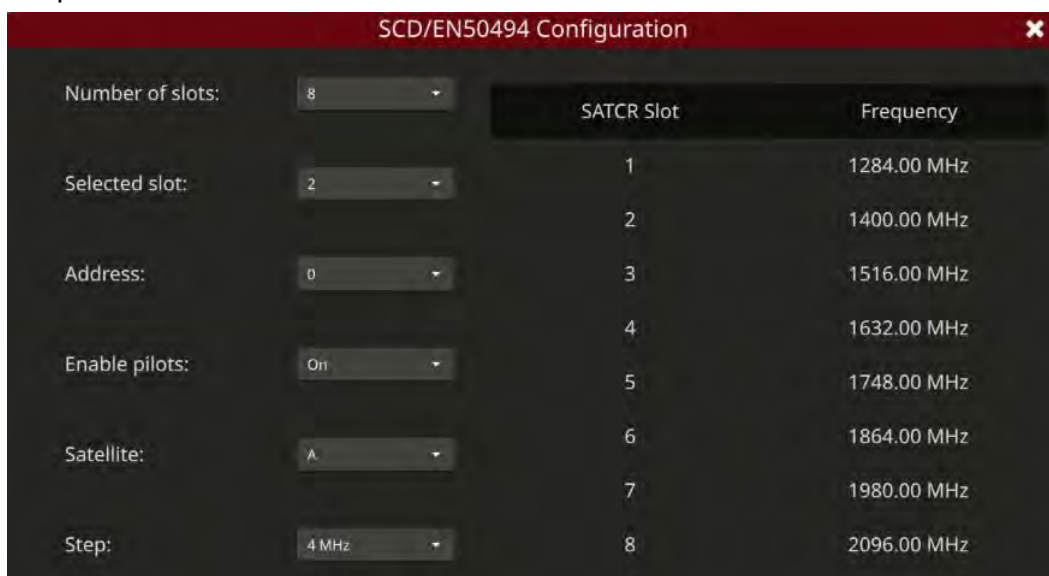 SCD/EN50494 Configuration
Number of slots: 8
Selected slot: 2
Address: 0
Enable pilots: On
Satellite: A
Step: 4 MHz
SATCR Slot Frequency
1 1284.00 MHz
2 1400.00 MHz
3 1516.00 MHz
4 1632.00 MHz
5 1748.00 MHz
6 1864.00 MHz
7 1980.00 MHz
8 2096.00 MHz